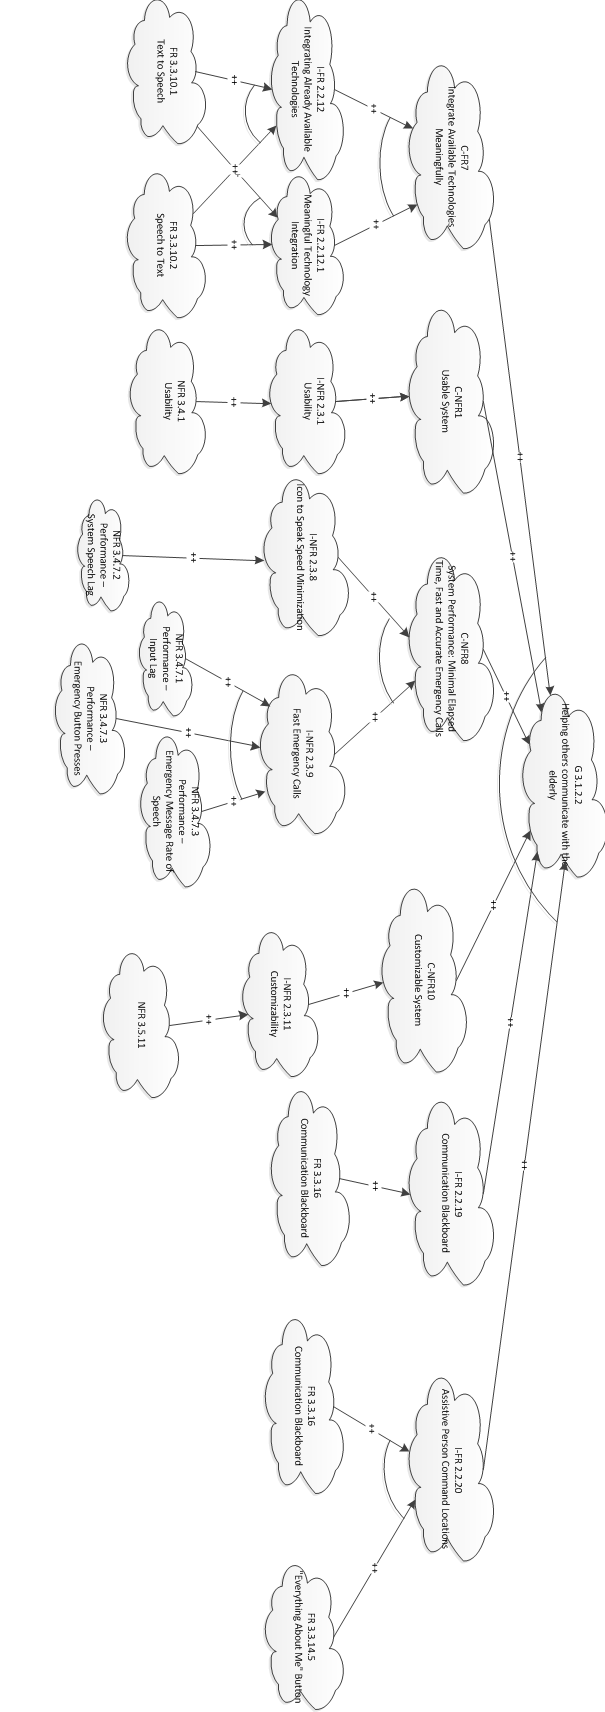 G 3.1.2.2
Helping others communicate with the
elderly
++
++
++
++
++
++
C-FR7
Integrate Available Technologies
Meaningfully
C-NFR1
Usable System
C-NFR8
System Performance: Minimal Elapsed
Time, Fast and Accurate Emergency Calls
C-NFR10
Customizable System
I-FR 2.2.19
Communication Blackboard
I-FR 2.2.20
Assistive Person Command Locations
++
++
++
++
++
++
++
++
++
I-FR 2.2.12
Integrating Already Available
Technologies
I-FR 2.2.12.1
Meaningful Technology
Integration
I-NFR 2.3.1
Usability
I-NFR 2.3.8
Icon to Speak Speed Minimization
I-NFR 2.3.9
Fast Emergency Calls
I-NFR 2.3.11
Customizability
FR 3.3.16
Communication Blackboard
FR 3.3.16
Communication Blackboard
FR 3.3.14.5
"Everything About Me" Button
++
++
++
++
++
++
++
++
++
++
FR 3.3.10.1
Text to Speech
FR 3.3.10.2
Speech to Text
NFR 3.4.1
Usability
NFR 3.4.7.2
Performance –
System Speech Lag
NFR 3.4.7.1
Performance –
Input Lag
NFR 3.4.7.3
Performance –
Emergency Button Presses
NFR 3.4.7.3
Performance –
Emergency Message Rate of
Speech
NFR 3.5.11